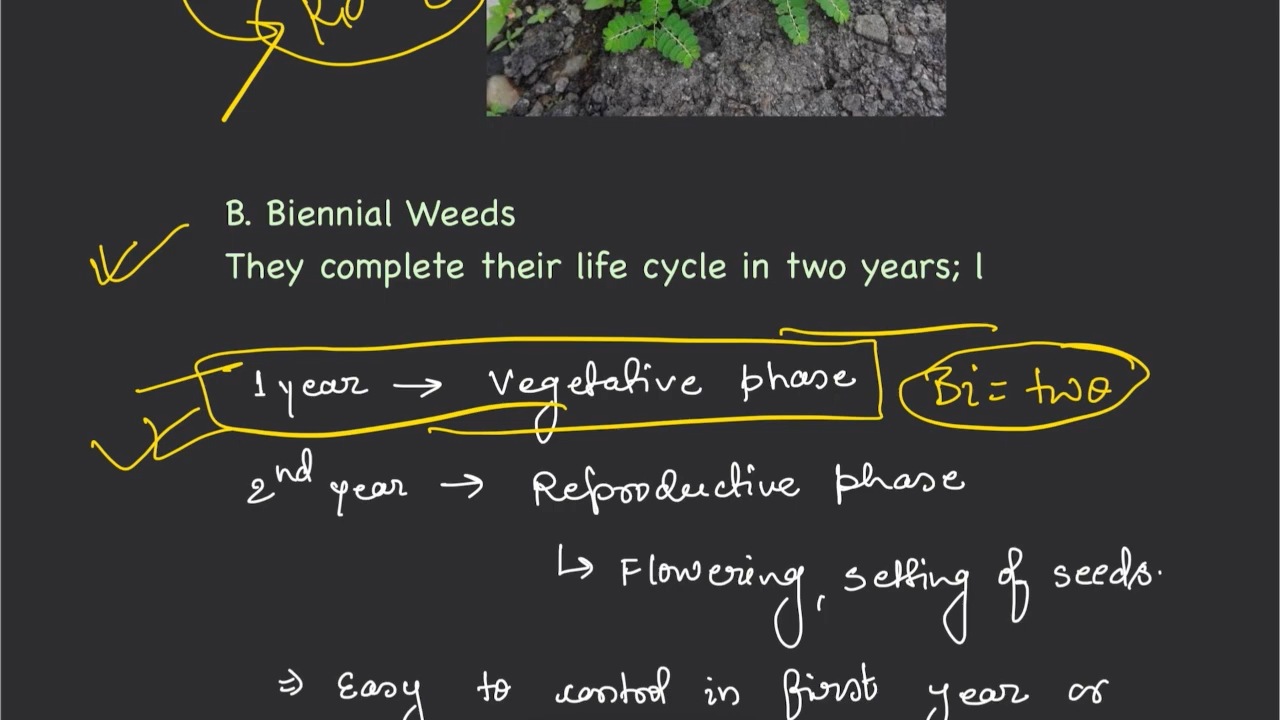 B. Biennial Weeds
They complete their life cycle in two years; l
1 year → Vegetative phase
Bi = two
2nd year → Reproductive phase
↳ Flowering, setting of seeds.
⇒ Easy to control in first year or